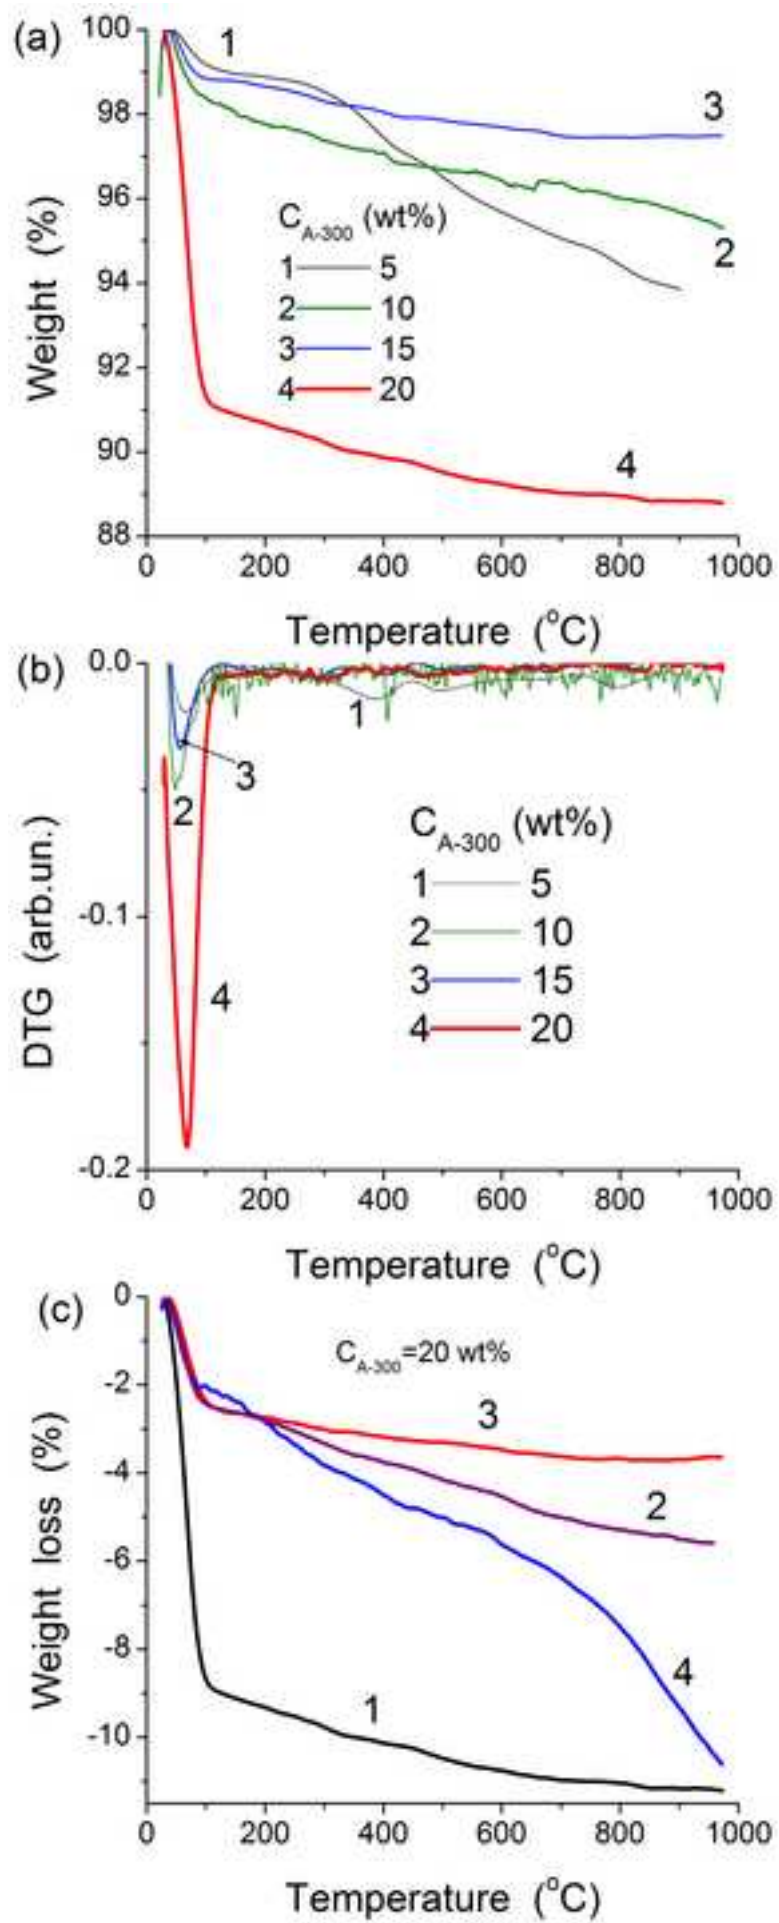 (a)
100
98
96
94
92
90
88
Weight (%)
1
3
2
4
C_A-300 (wt%)
1 5
2 10
3 15
4 20
0 200 400 600 800 1000
Temperature (°C)
(b)
0.0
-0.1
-0.2
DTG (arb.un.)
1
3
2
4
C_A-300 (wt%)
1 5
2 10
3 15
4 20
0 200 400 600 800 1000
Temperature (°C)
(c)
0
-2
-4
-6
-8
-10
Weight loss (%)
C_A-300=20 wt%
3
2
4
1
0 200 400 600 800 1000
Temperature (°C)